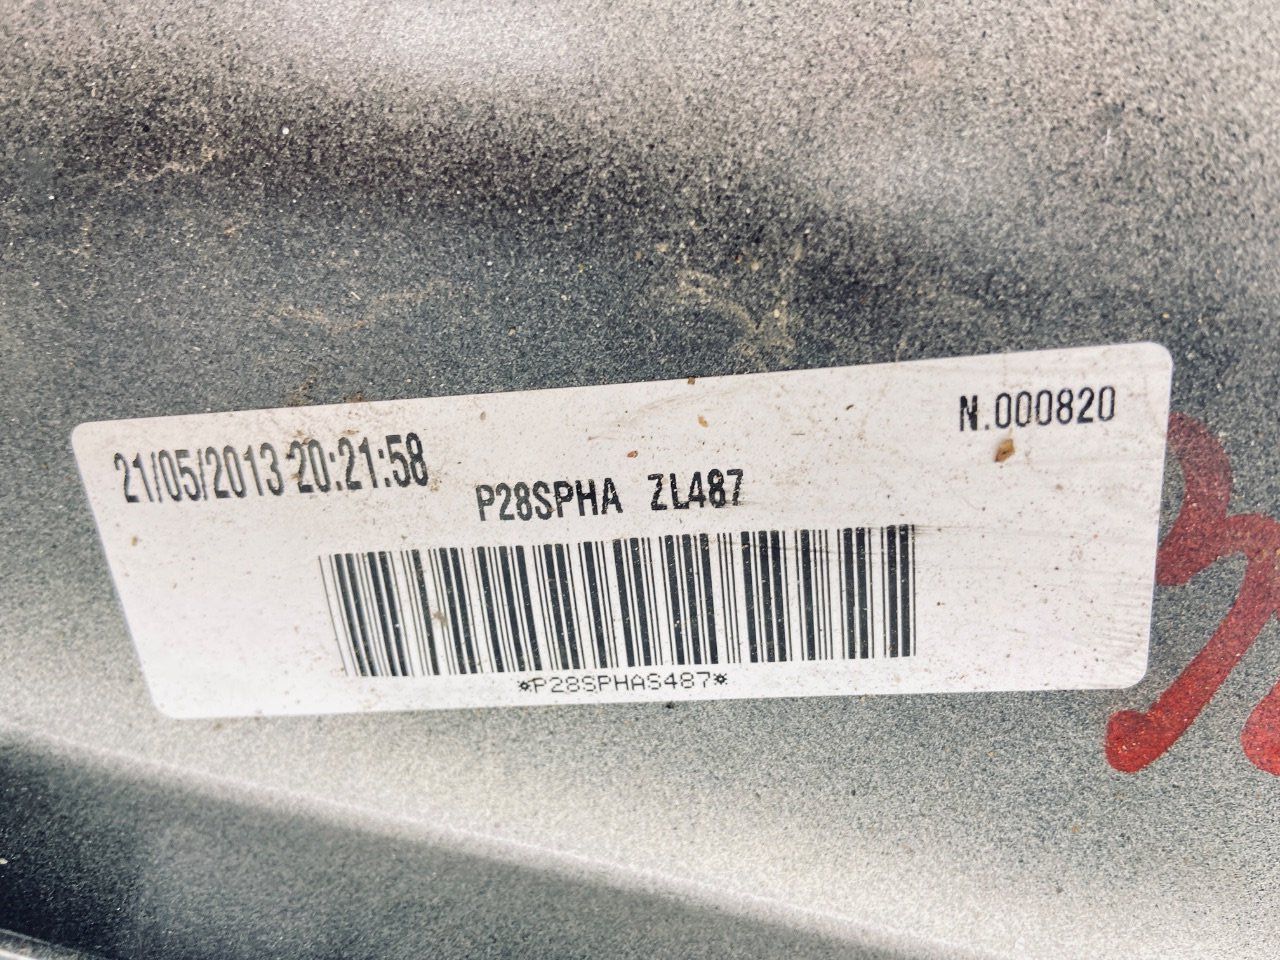 N.000820
21/05/2013 20:21:58
P28SPHA ZL487
*P28SPHAS487*